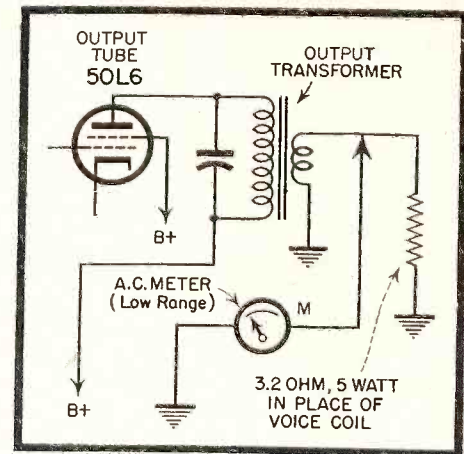 OUTPUT
TUBE
50L6
OUTPUT
TRANSFORMER
B+
A.C. METER
(Low Range)
M
B+
3.2 OHM, 5 WATT
IN PLACE OF
VOICE COIL